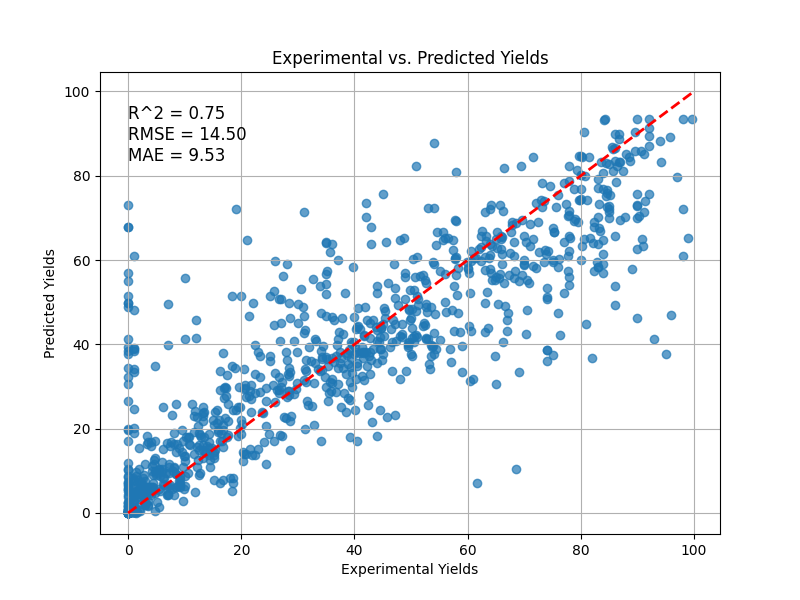 Experimental vs. Predicted Yields
R^2 = 0.75
RMSE = 14.50
MAE = 9.53
100
80
60
40
20
0
Predicted Yields
0 20 40 60 80 100
Experimental Yields